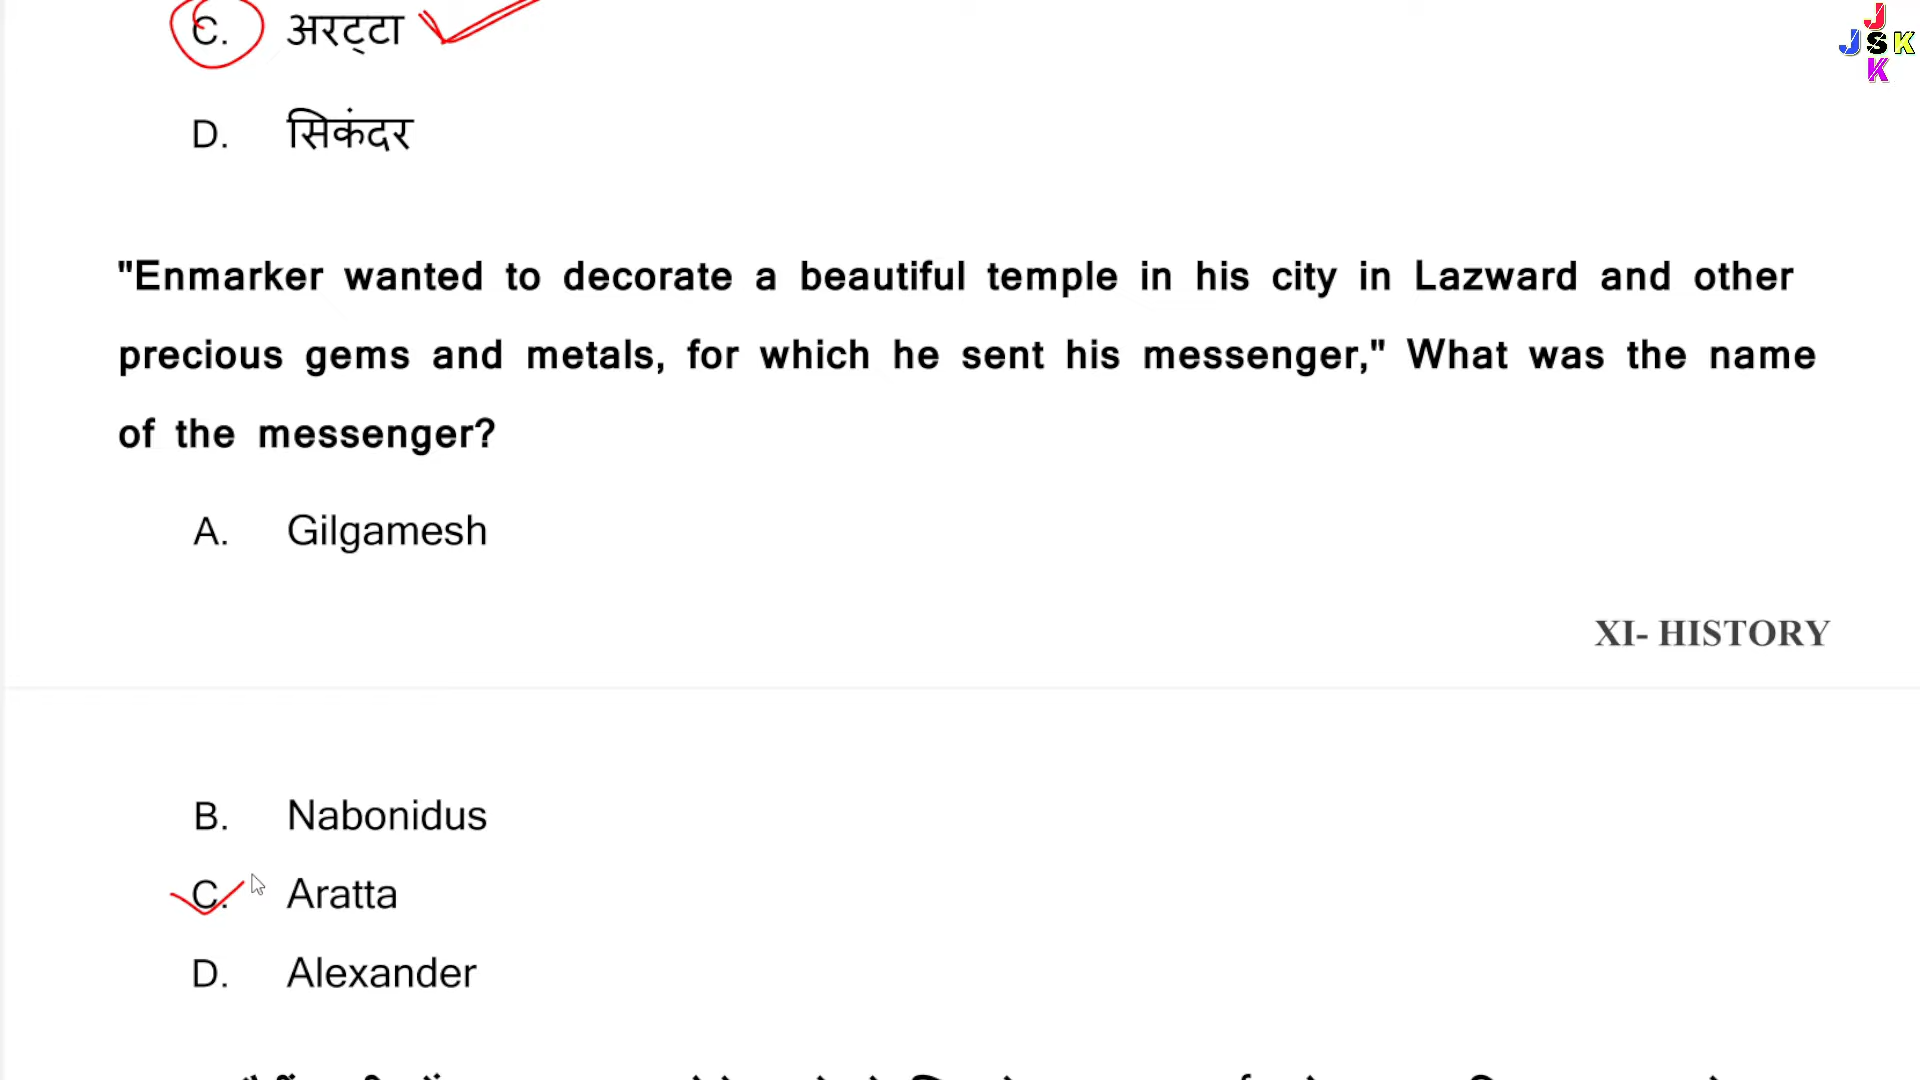 C. अरट्टा
J
J S K
K
D. सिकंदर
"Enmarker wanted to decorate a beautiful temple in his city in Lazward and other
precious gems and metals, for which he sent his messenger," What was the name
of the messenger?
A. Gilgamesh
XI- HISTORY
B. Nabonidus
C. Aratta
D. Alexander